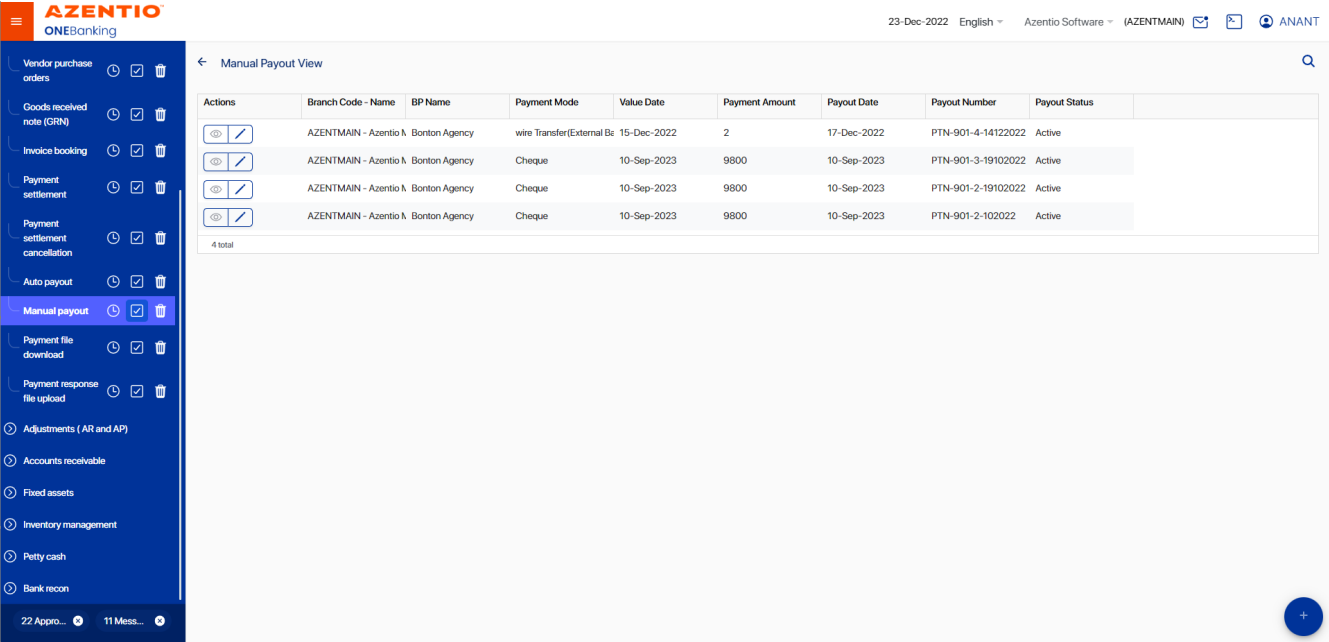 AZENTIO™
ONEBanking
23-Dec-2022 English Azentio Software (AZENTMAIN) ANANT
Vendor purchase
orders
Goods received
note (GRN)
Invoice booking
Payment
settlement
Payment
settlement
cancellation
Auto payout
Manual payout
Payment file
download
Payment response
file upload
Adjustments ( AR and AP)
Accounts receivable
Fixed assets
Inventory management
Petty cash
Bank recon
22 Appro... 11 Mess...
Manual Payout View
Actions Branch Code - Name BP Name Payment Mode Value Date Payment Amount Payout Date Payout Number Payout Status
AZENTMAIN - Azentio Bonton Agency wire Transfer(External Ba 15-Dec-2022 2 17-Dec-2022 PTN-901-4-14122022 Active
AZENTMAIN - Azentio Bonton Agency Cheque 10-Sep-2023 9800 10-Sep-2023 PTN-901-3-19102022 Active
AZENTMAIN - Azentio Bonton Agency Cheque 10-Sep-2023 9800 10-Sep-2023 PTN-901-2-19102022 Active
AZENTMAIN - Azentio Bonton Agency Cheque 10-Sep-2023 9800 10-Sep-2023 PTN-901-2-102022 Active
4 total